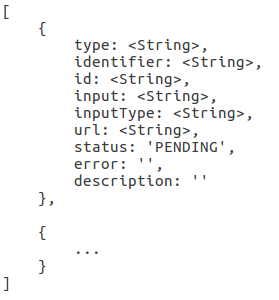 [
    {
        type: <String>,
        identifier: <String>,
        id: <String>,
        input: <String>,
        inputType: <String>,
        url: <String>,
        status: 'PENDING',
        error: '',
        description: ''
    },

    {
        ...
    }
]